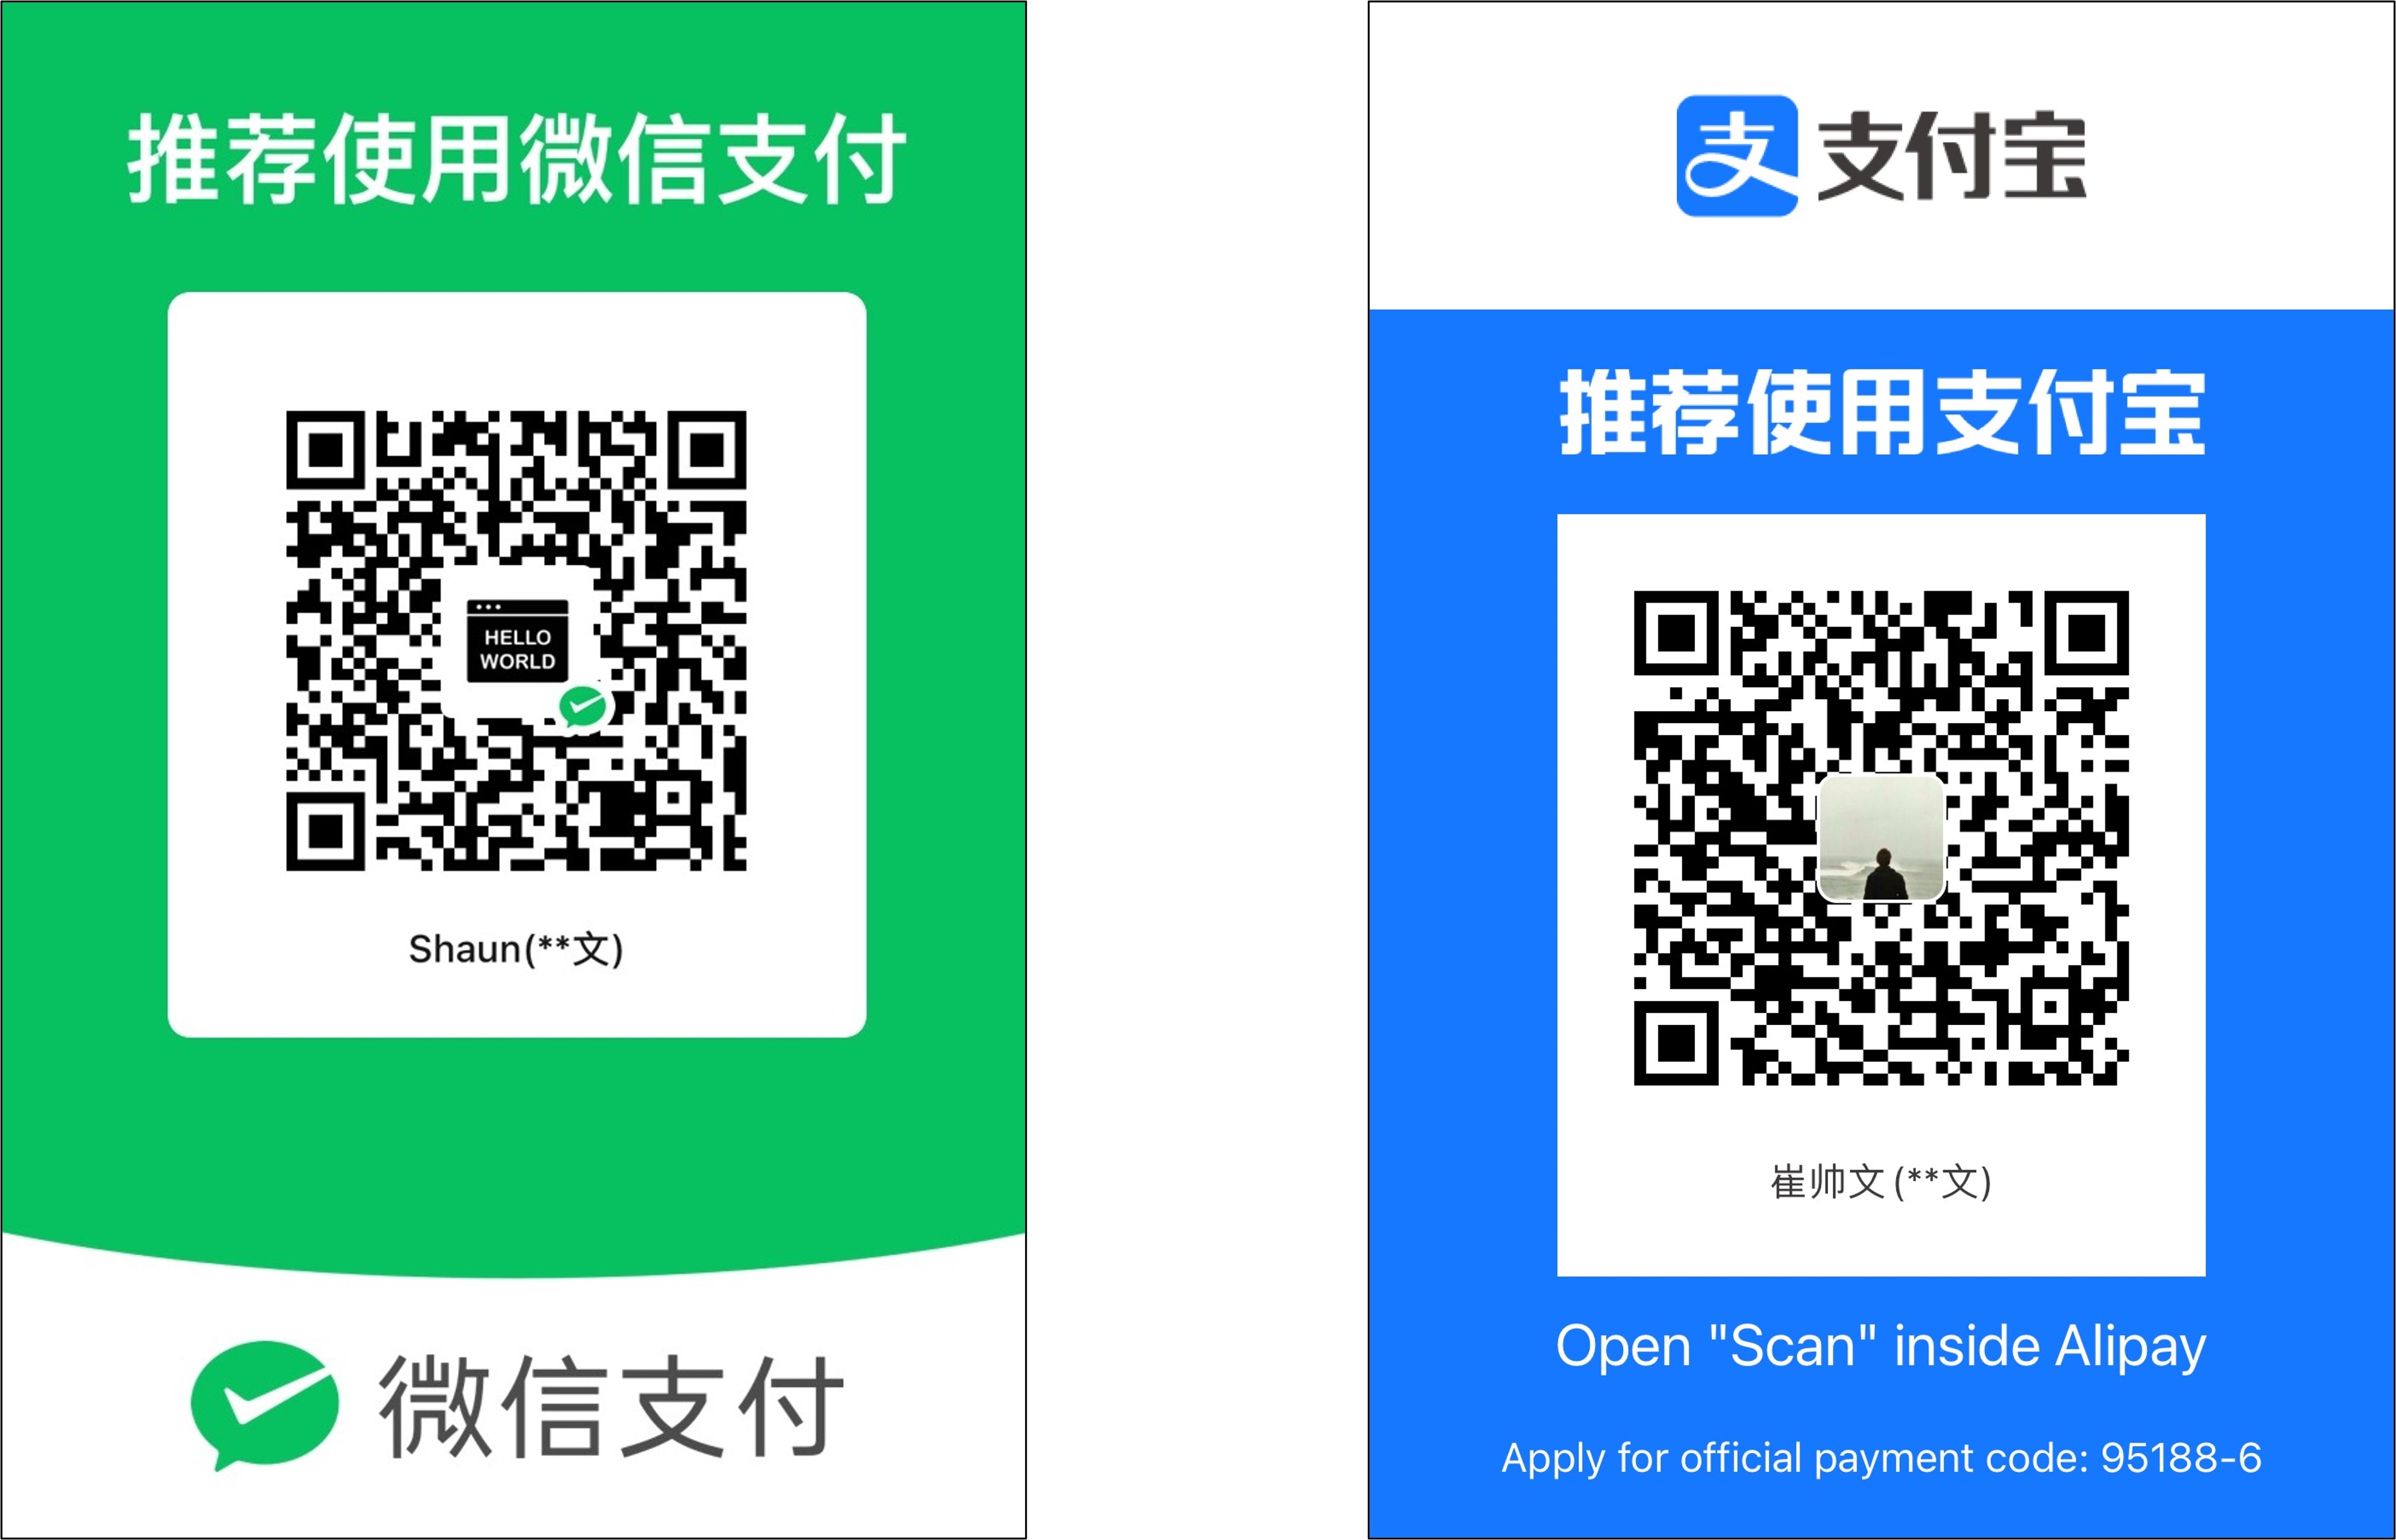 推荐使用微信支付
HELLO
WORLD
Shaun(**文)
微信支付
支 支付宝
推荐使用支付宝
崔帅文(**文)
Open "Scan" inside Alipay
Apply for official payment code: 95188-6